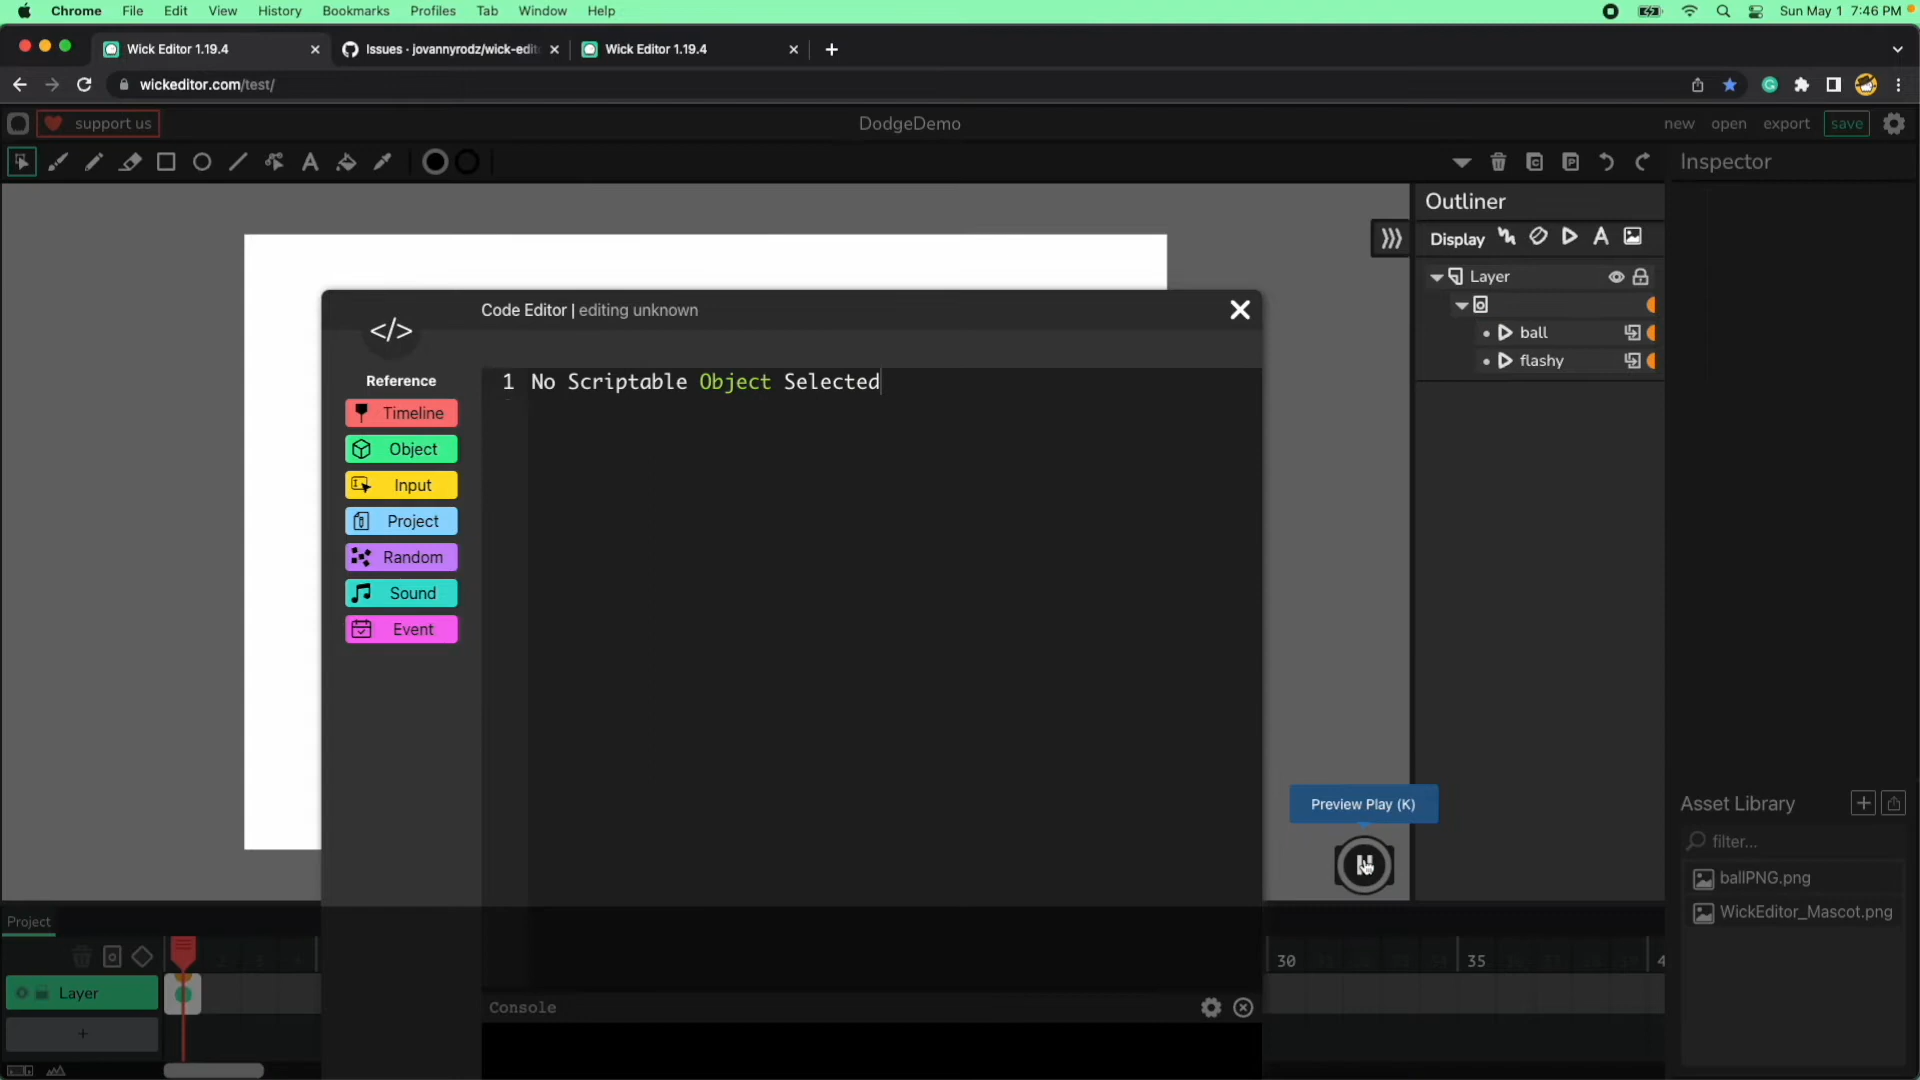 Chrome File Edit View History Bookmarks Profiles Tab Window Help Sun May 1 7:46 PM
Wick Editor 1.19.4 Issues · jovannyrodz/wick-edit Wick Editor 1.19.4
wickeditor.com/test/
support us DodgeDemo new open export save
Inspector
Outliner
Display
Layer
ball
flashy
Code Editor | editing unknown
Reference
1 No Scriptable Object Selected
Timeline
Object
Input
Project
Random
Sound
Event
Preview Play (K)
Asset Library
filter...
ballPNG.png
WickEditor_Mascot.png
Project
30 35 4
Layer
Console